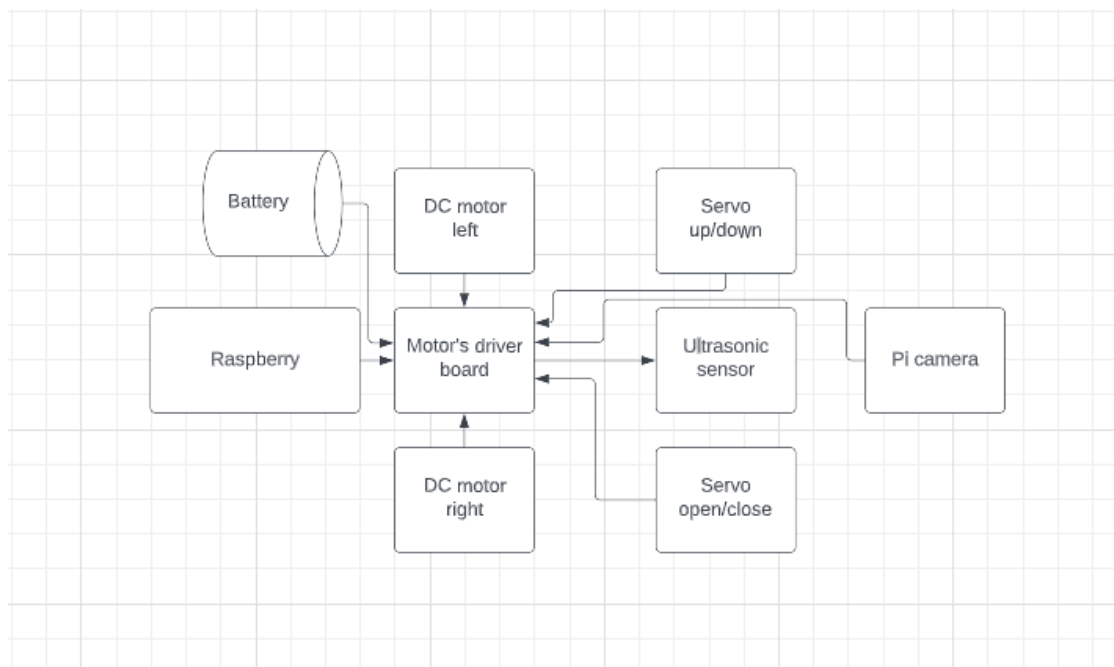 Battery
DC motor
left
Servo
up/down
Raspberry
Motor's driver
board
Ultrasonic
sensor
Pi camera
DC motor
right
Servo
open/close